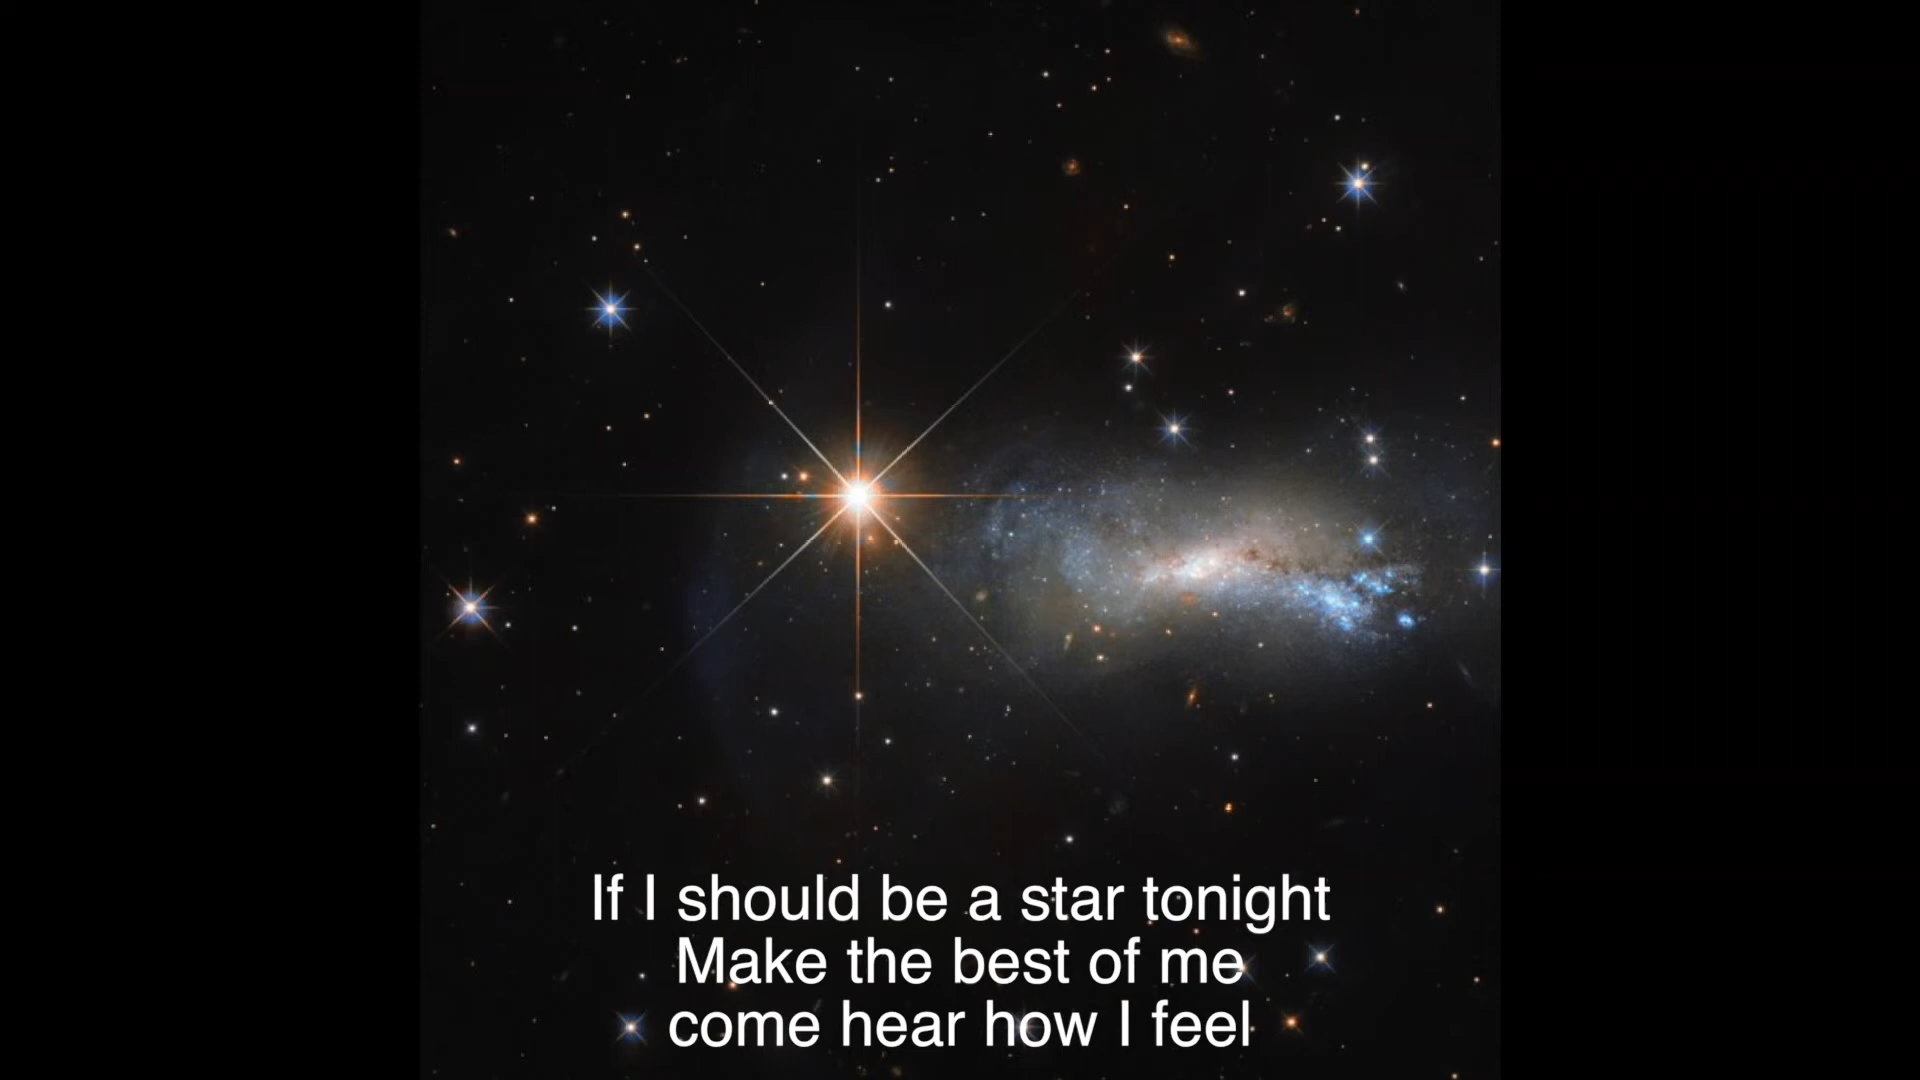 If I should be a star tonight
Make the best of me
come hear how I feel